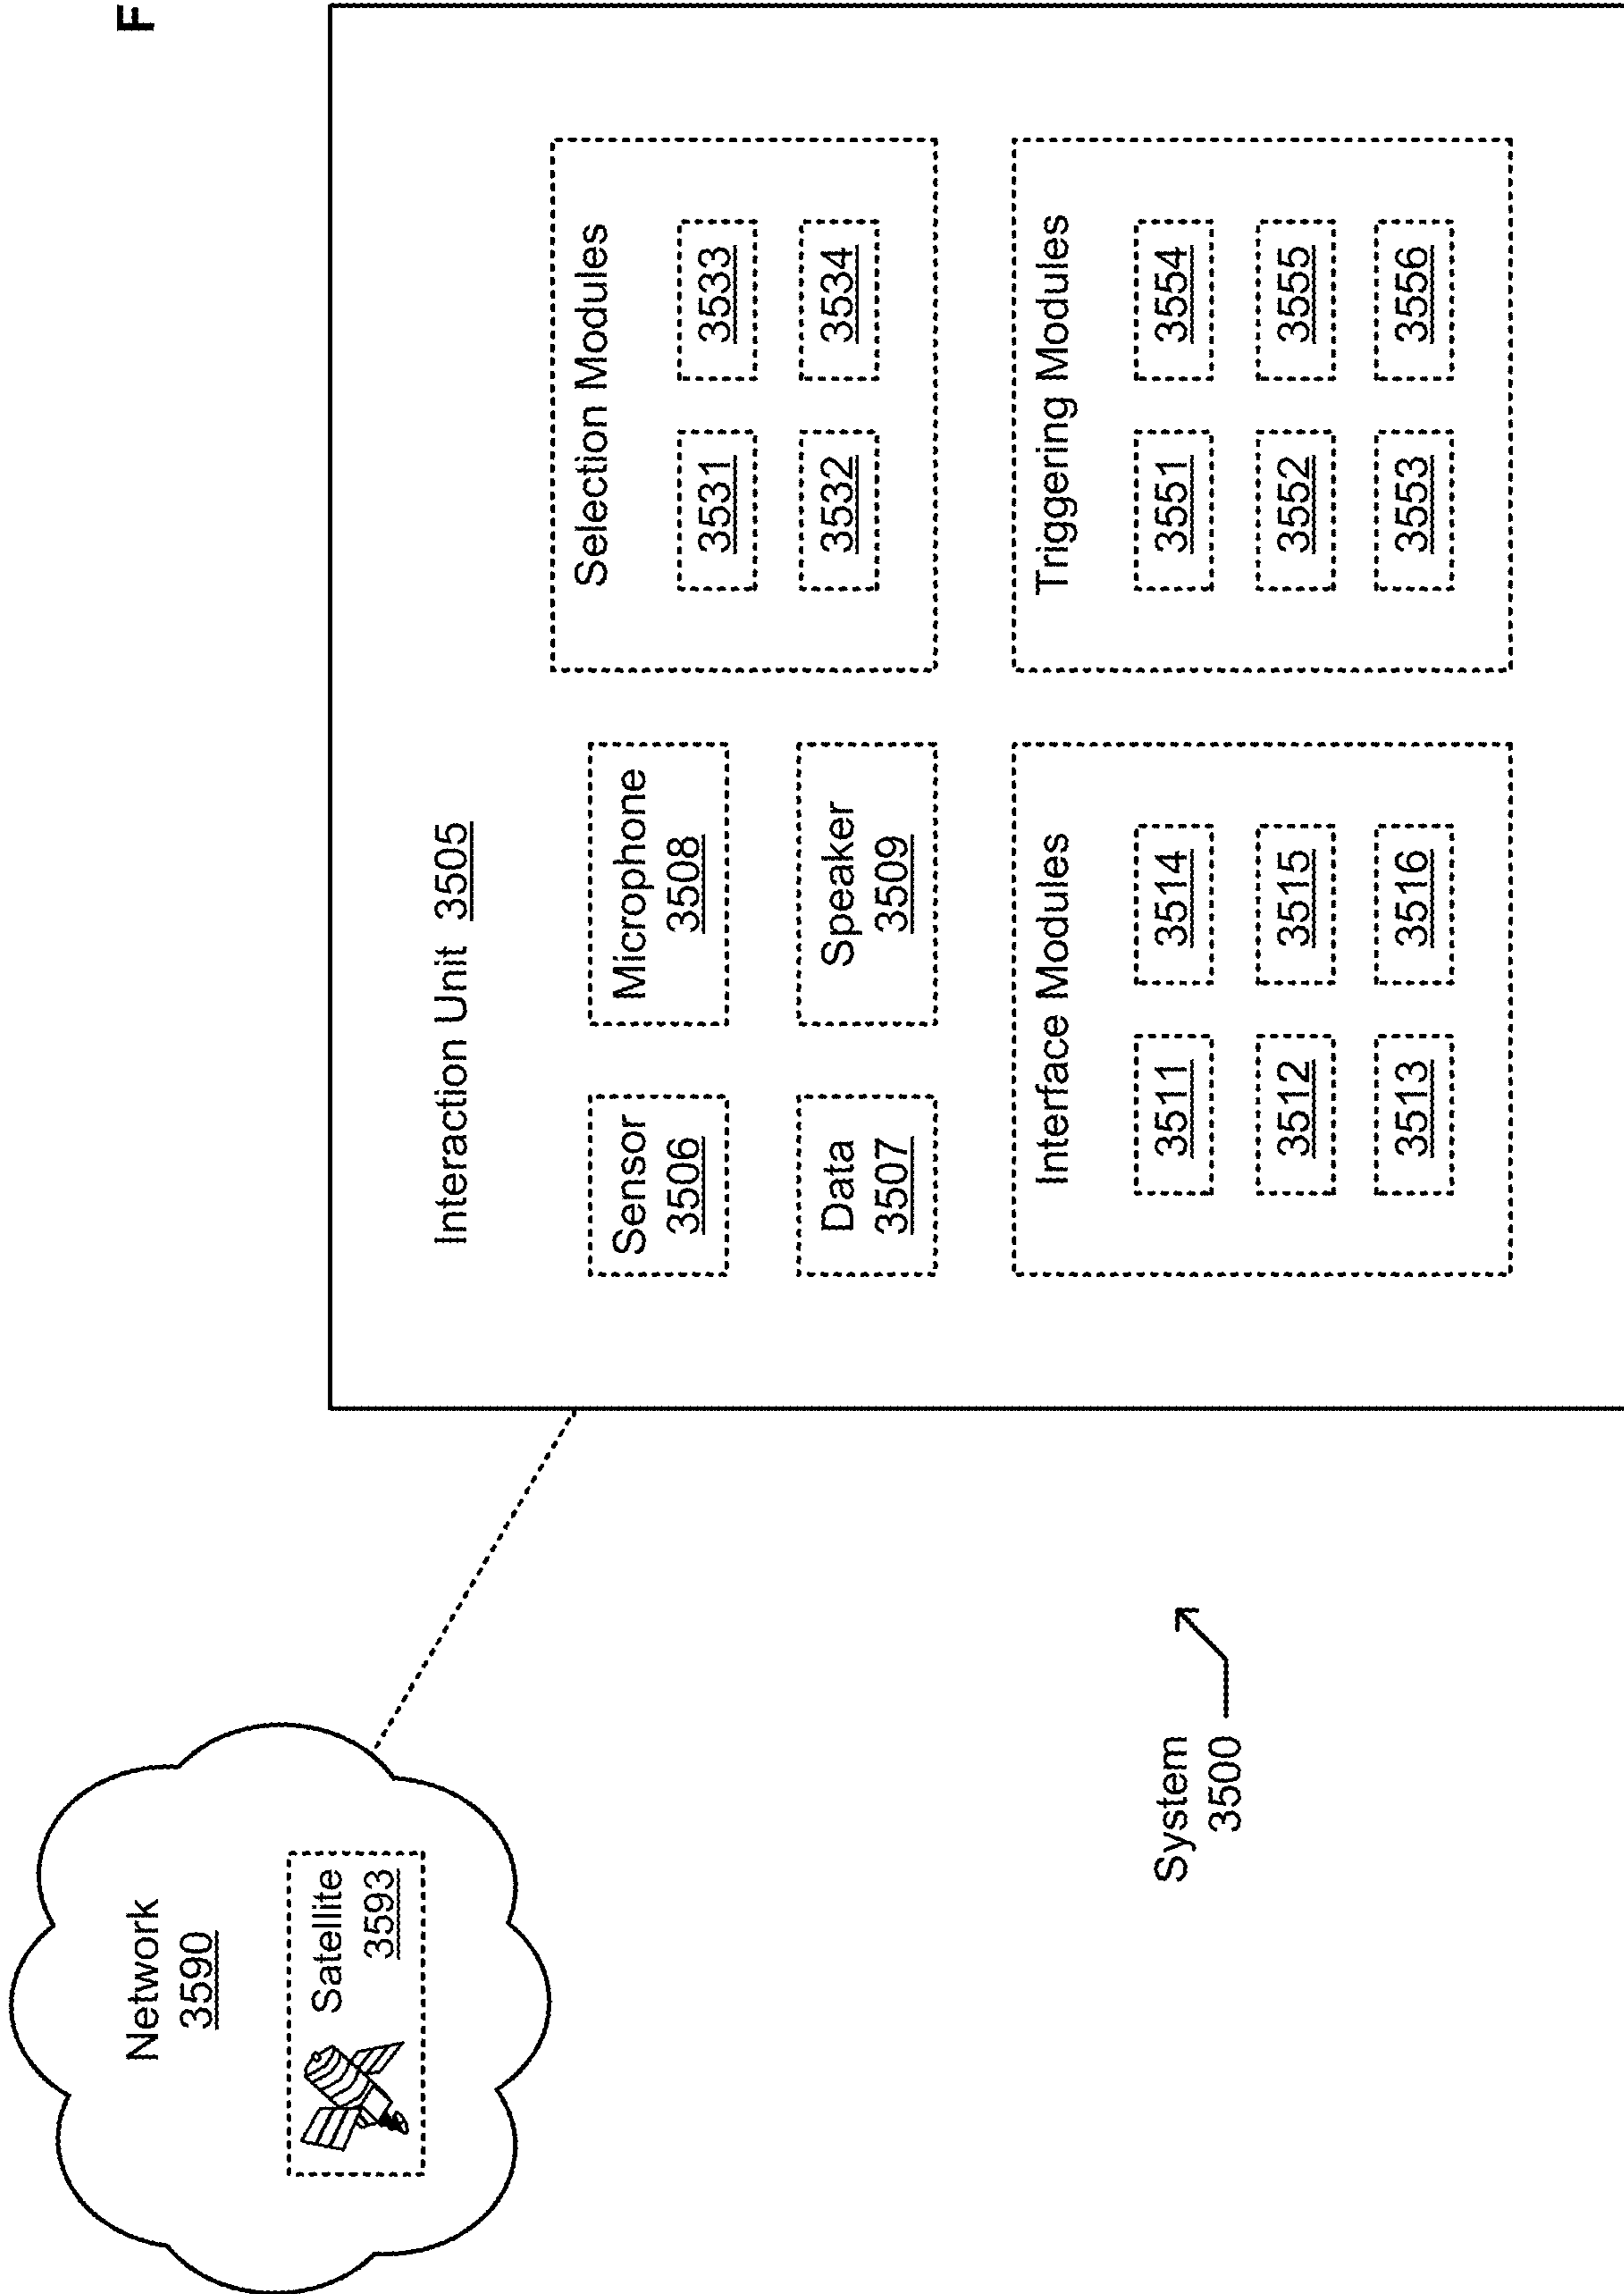 F
Network
3590
Satellite
3593
System
3500
Interaction Unit 3505
Sensor
3506
Microphone
3508
Data
3507
Speaker
3509
Selection Modules
3531 3533
3532 3534
Interface Modules
3511 3514
3512 3515
3513 3516
Triggering Modules
3551 3554
3552 3555
3553 3556